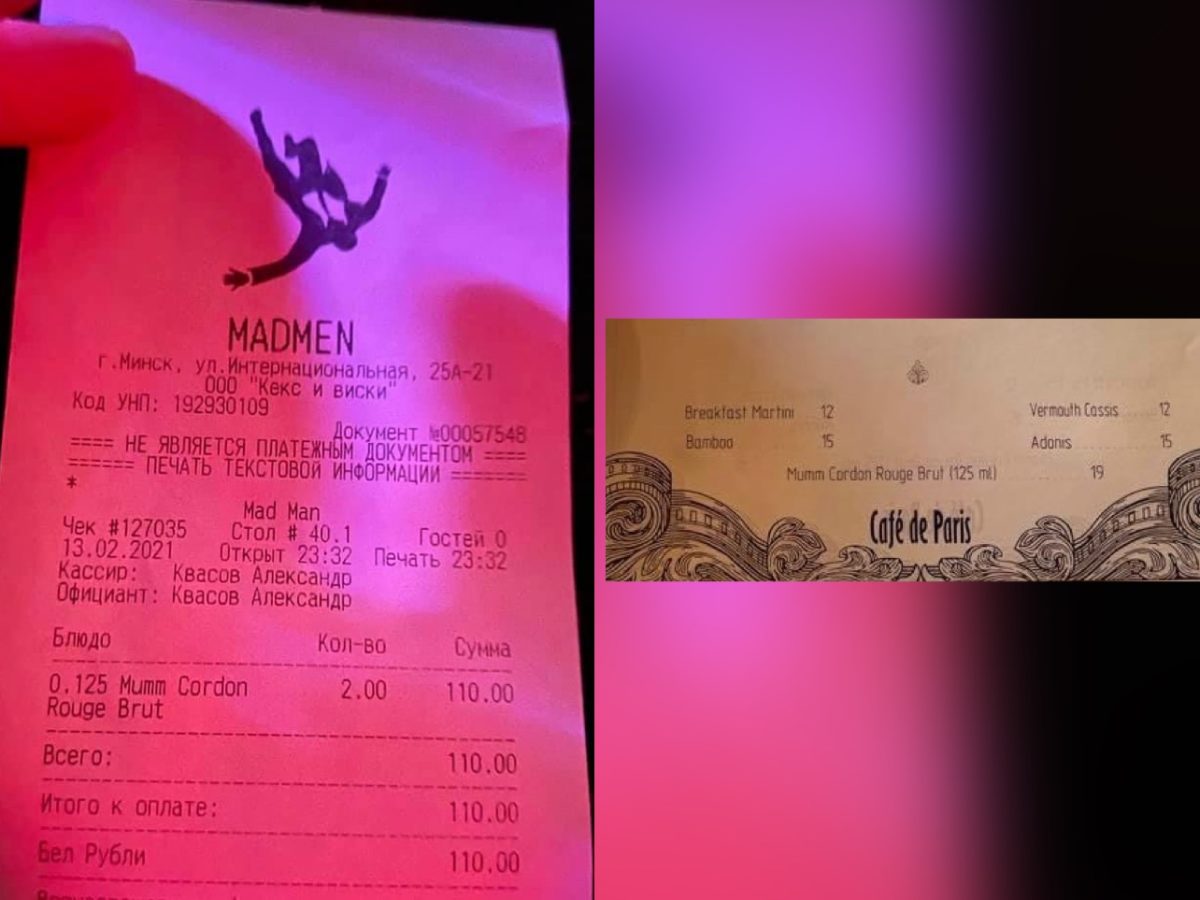 MADMEN
г.Минск, ул.Интернациональная, 25А-21
ООО "Кекс и виски"
Код УНП: 192930109
Документ №00057548
==== НЕ ЯВЛЯЕТСЯ ПЛАТЕЖНЫМ ДОКУМЕНТОМ ====
====== ПЕЧАТЬ ТЕКСТОВОЙ ИНФОРМАЦИИ =======
*
Mad Man
Чек #127035 Стол # 40.1 Гостей 0
13.02.2021 Открыт 23:32 Печать 23:32
Кассир: Квасов Александр
Официант: Квасов Александр
Блюдо Кол-во Сумма
0.125 Mumm Cordon 2.00 110.00
Rouge Brut
Всего: 110.00
Итого к оплате: 110.00
Бел Рубли 110.00
Breakfast Martini 12 Vermouth Cassis 12
Bamboo 15 Adonis 15
Mumm Cordon Rouge Brut (125 ml) 19
Café de Paris